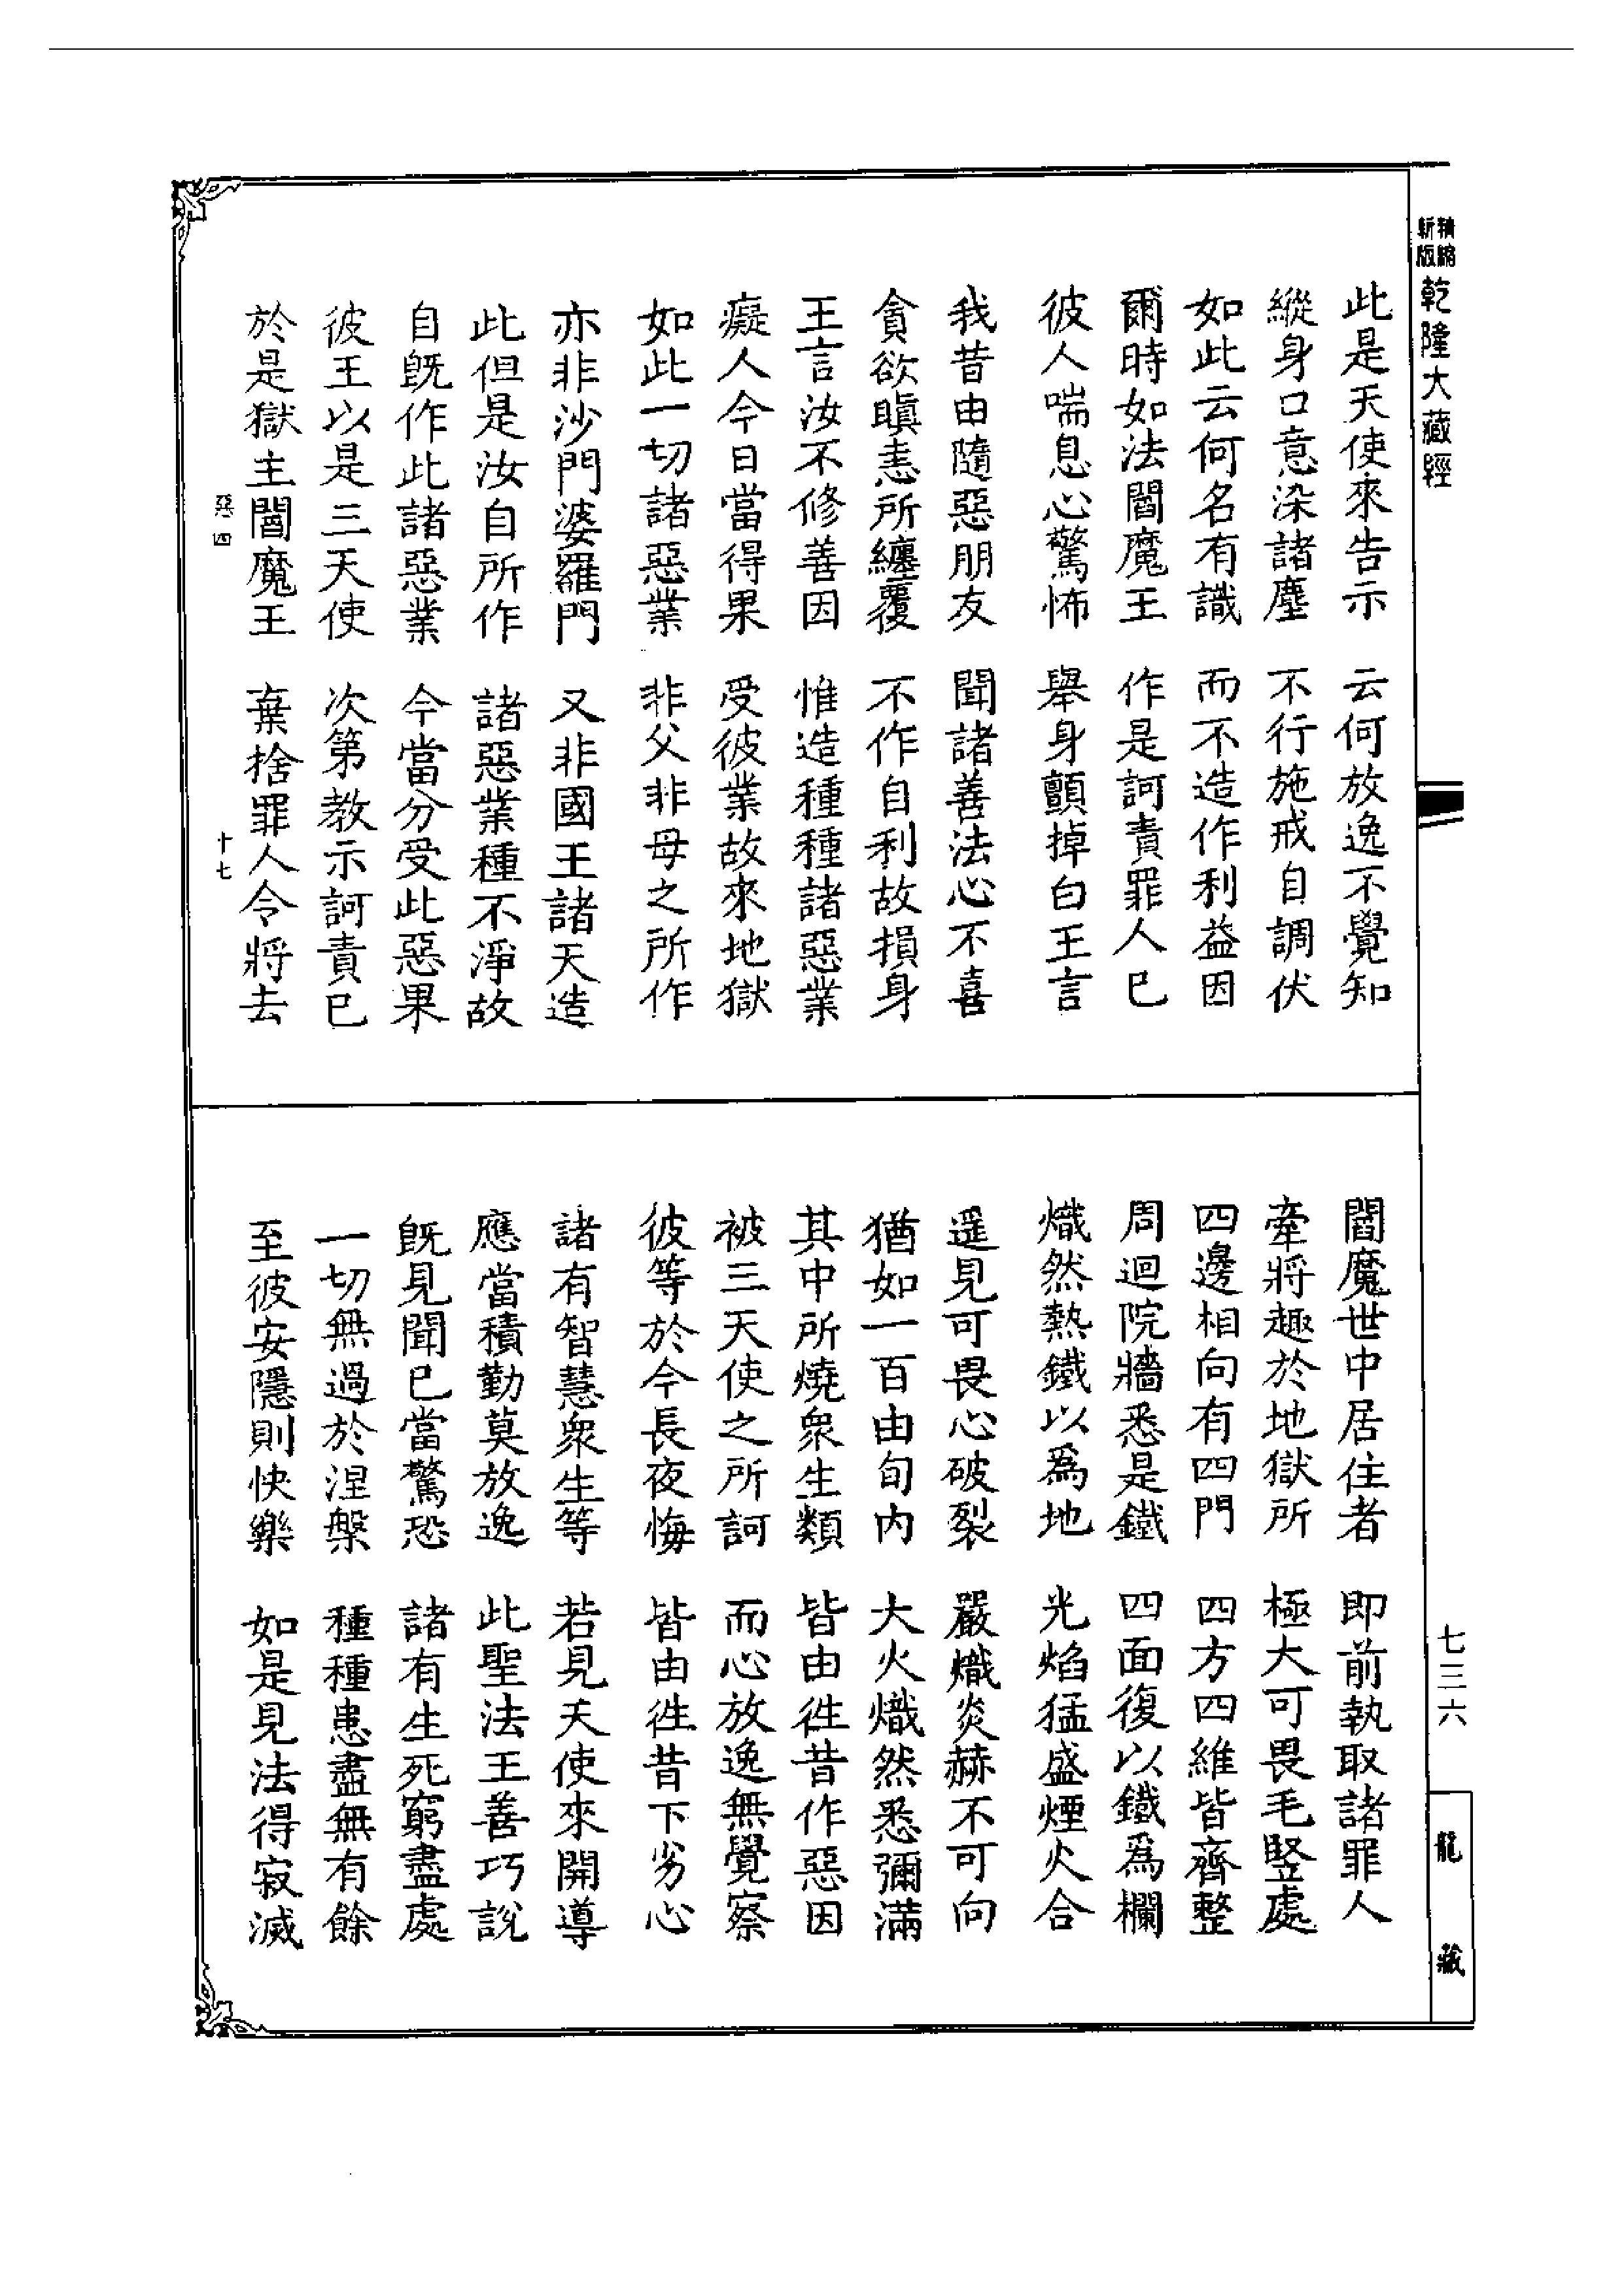 精縮
新版
乾隆大藏經
此是天使來告示　云何放逸不覺知
縱身口意染諸塵　不行施戒自調伏
如此云何名有識　而不造作利益因
爾時如法閻魔王　作是訶責罪人已
彼人喘息心驚怖　舉身顫掉白王言
我昔由隨惡朋友　聞諸善法心不喜
貪欲瞋恚所纏覆　不作自利故損身
王言汝不修善因　惟造種種諸惡業
癡人今日當得果　受彼業故來地獄
如此一切諸惡業　非父非母之所作
亦非沙門婆羅門　又非國王諸天造
此但是汝自所作　諸惡業種不淨故
自既作此諸惡業　今當分受此惡果
彼王以是三天使　次第教示訶責已
於是獄主閻魔王　棄捨罪人令將去
惡四　十七
閻魔世中居住者　即前執取諸罪人
牽將趣於地獄所　極大可畏毛豎處
四邊相向有四門　四方四維皆齊整
周迴院牆悉是鐵　四面復以鐵爲欄
熾然熱鐵以爲地　光焰猛盛煙火合
遥見可畏心破裂　嚴熾炎赫不可向
猶如一百由旬內　大火熾然悉彌滿
其中所燒衆生類　皆由徃昔作惡因
被三天使之所訶　而心放逸無覺察
彼等於今長夜悔　皆由徃昔下劣心
諸有智慧衆生等　若見天使來開導
應當積勤莫放逸　此聖法王善巧說
既見聞已當驚恐　諸有生死窮盡處
一切無過於涅槃　種種患盡無有餘
至彼安隱則快樂　如是見法得寂滅
七三六
龍藏